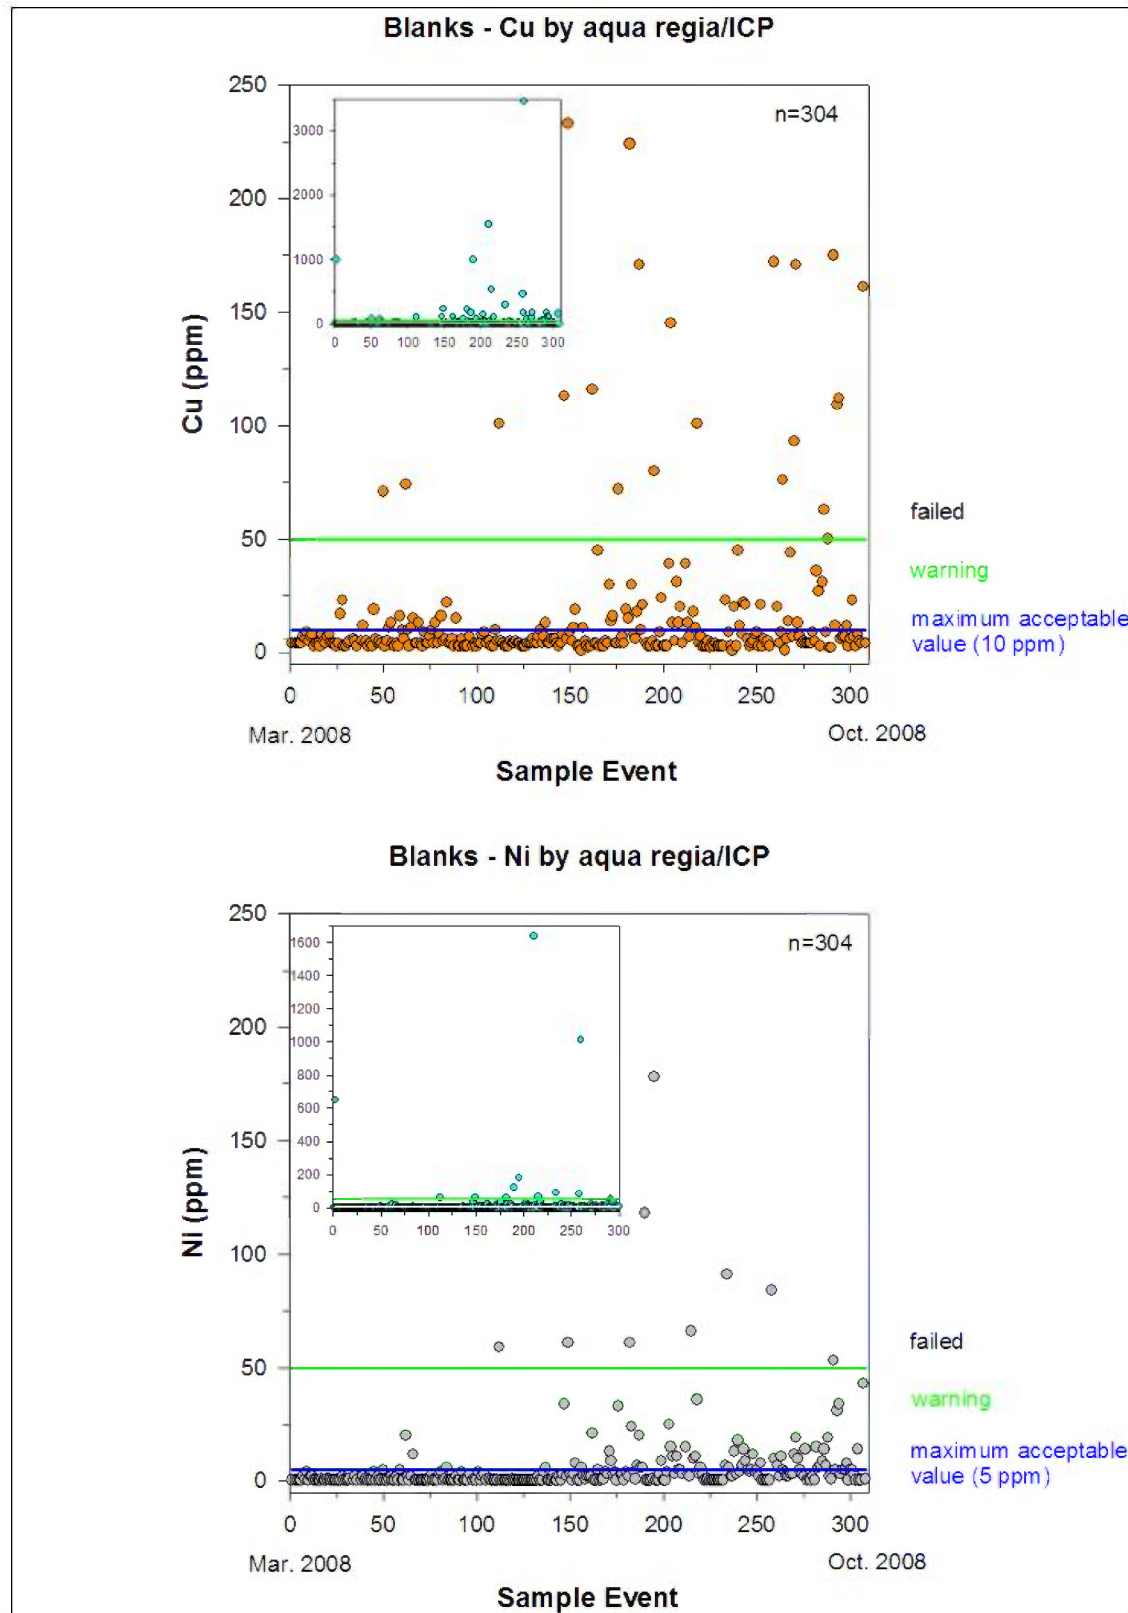 Blanks - Cu by aqua regia/ICP
250
200
150
100
50
0
Cu (ppm)
n=304
3000
2000
1000
0
0 50 100 150 200 250 300
failed
warning
maximum acceptable
value (10 ppm)
0 50 100 150 200 250 300
Mar. 2008 Oct. 2008
Sample Event
Blanks - Ni by aqua regia/ICP
250
200
150
100
50
0
Ni (ppm)
n=304
1600
1400
1200
1000
800
600
400
200
0
0 50 100 150 200 250 300
failed
warning
maximum acceptable
value (5 ppm)
0 50 100 150 200 250 300
Mar. 2008 Oct. 2008
Sample Event